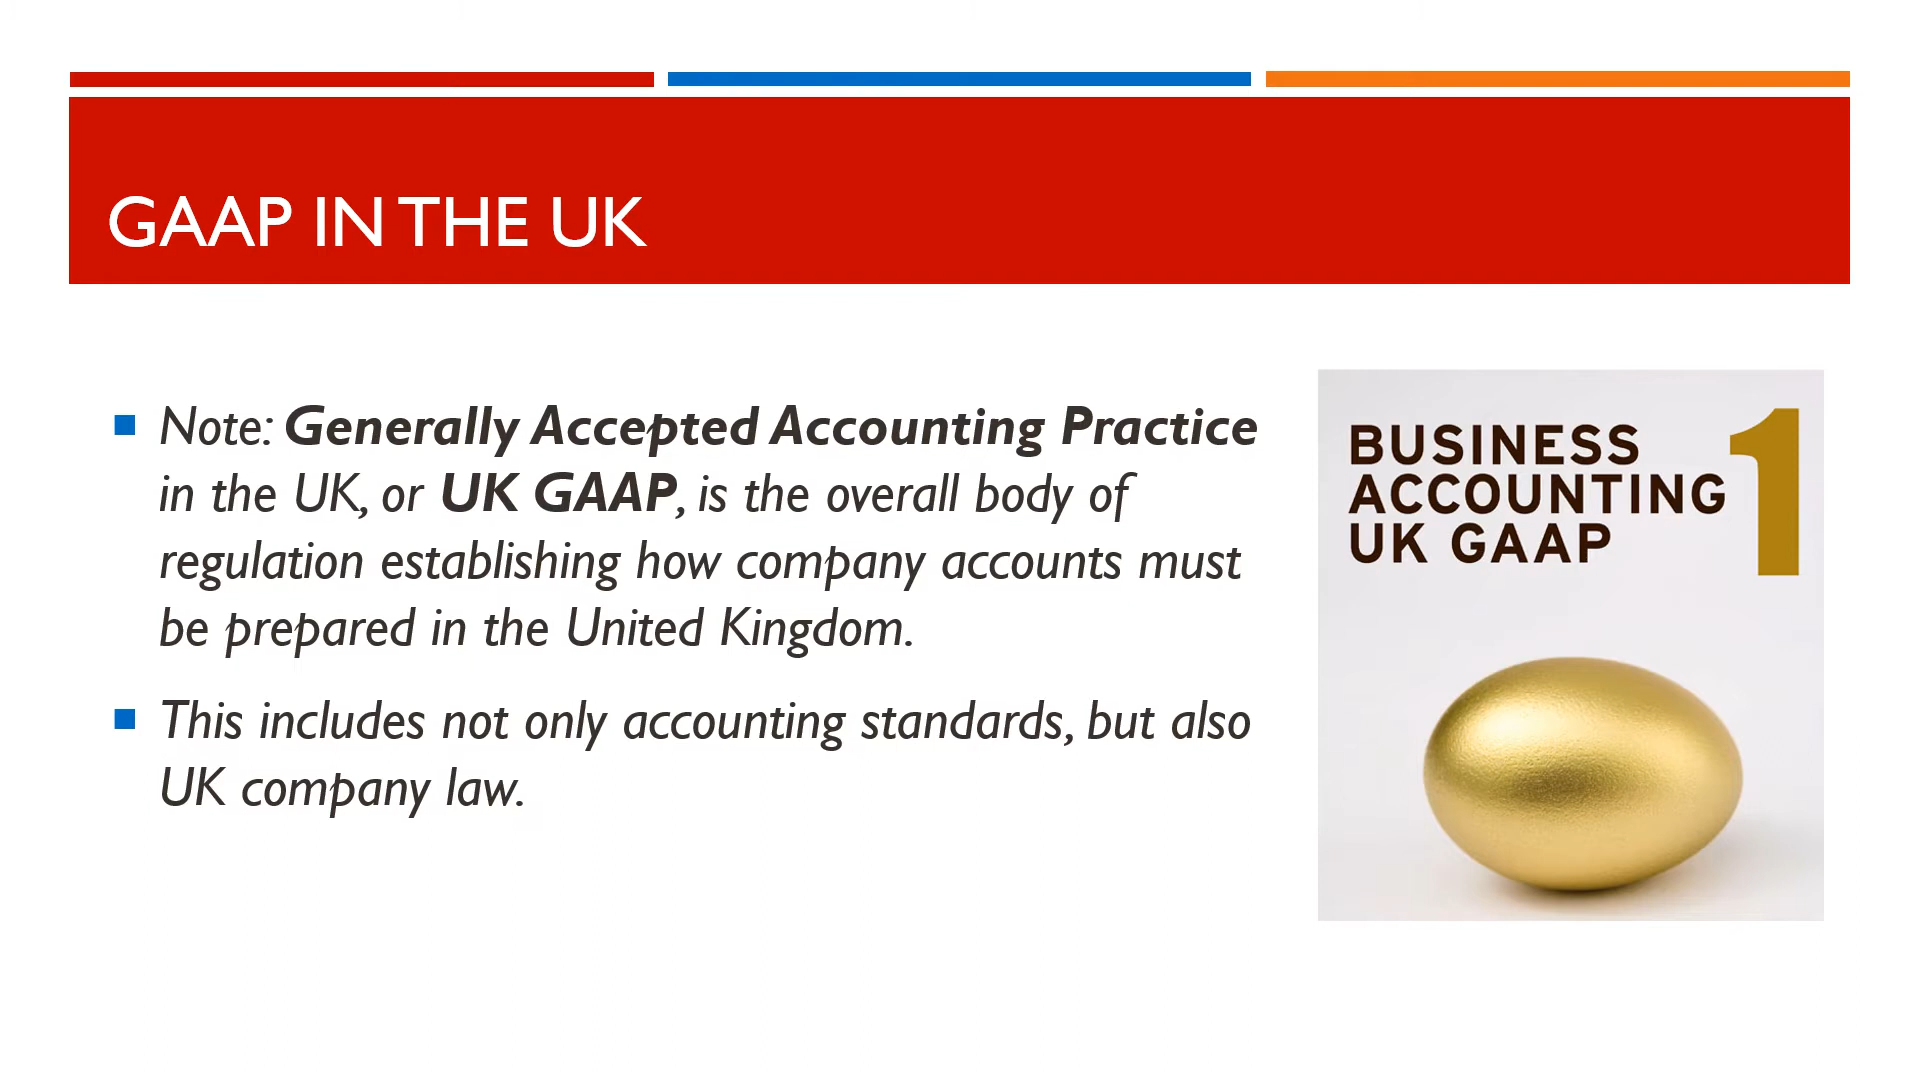 GAAP IN THE UK
Note: Generally Accepted Accounting Practice
in the UK, or UK GAAP, is the overall body of
regulation establishing how company accounts must
be prepared in the United Kingdom.
This includes not only accounting standards, but also
UK company law.
BUSINESS
ACCOUNTING
UK GAAP
1